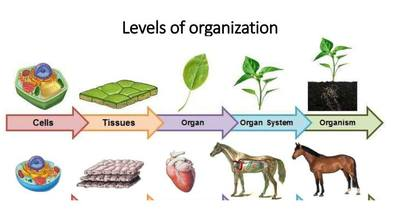 Levels of organization
Cells
Tissues
Organ
Organ System
Organism